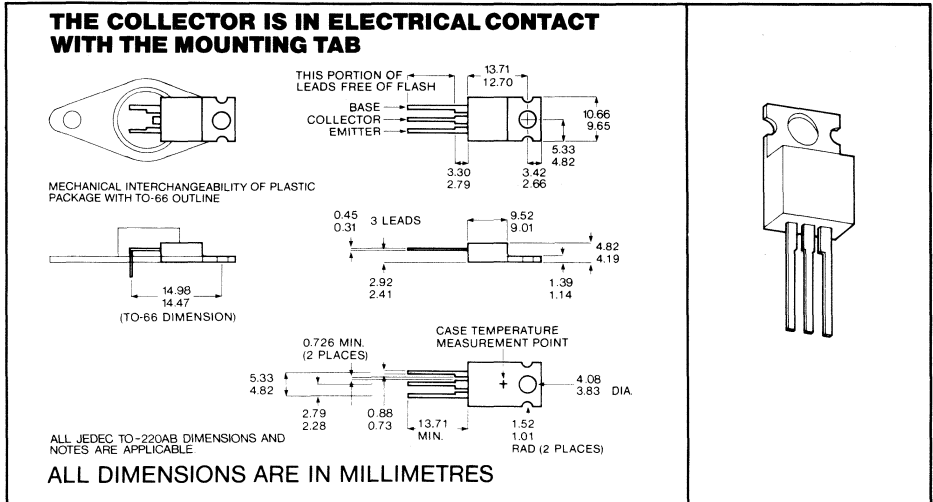 THE COLLECTOR IS IN ELECTRICAL CONTACT
WITH THE MOUNTING TAB
THIS PORTION OF
LEADS FREE OF FLASH
13.71
12.70
BASE
COLLECTOR
EMITTER
10.66
9.65
5.33
4.82
3.30
2.79
3.42
2.66
MECHANICAL INTERCHANGEABILITY OF PLASTIC
PACKAGE WITH TO-66 OUTLINE
0.45
0.31
3 LEADS
9.52
9.01
4.82
4.19
14.98
14.47
(TO-66 DIMENSION)
2.92
2.41
1.39
1.14
0.726 MIN.
(2 PLACES)
CASE TEMPERATURE
MEASUREMENT POINT
5.33
4.82
4.08
3.83 DIA.
2.79
2.28
0.88
0.73
13.71
MIN.
1.52
1.01
RAD (2 PLACES)
ALL JEDEC TO-220AB DIMENSIONS AND
NOTES ARE APPLICABLE
ALL DIMENSIONS ARE IN MILLIMETRES